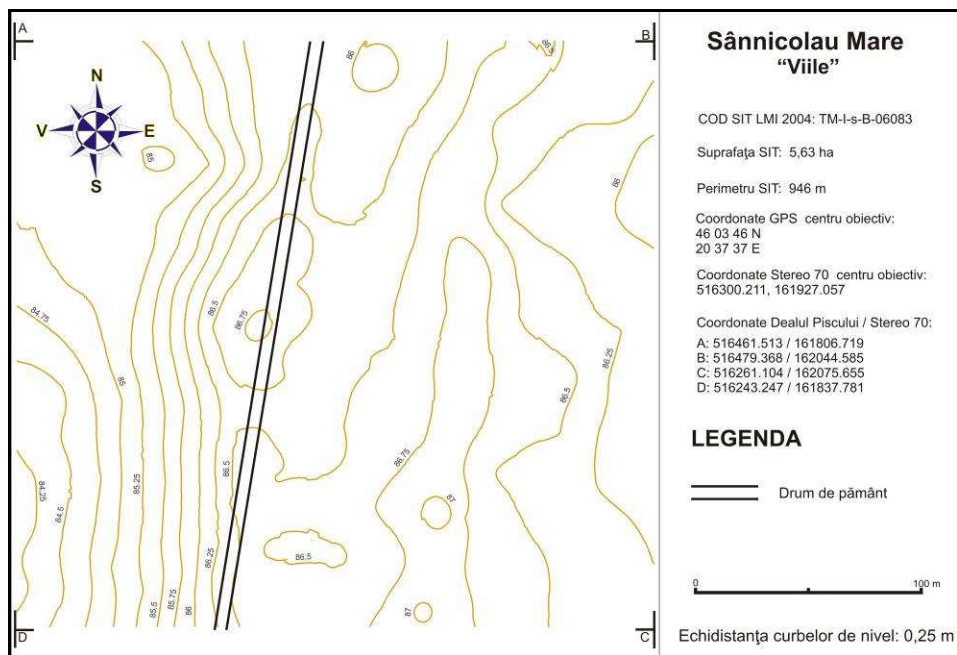 A
B
N
V E
S
86
86.5
85
86
84.75
86.75
85
86.25
86.5
86.75
86.5
84.25
84.5
85.25
87
86.5
86.25
85.5
85.75
86
87
D
C
Sânnicolau Mare
“Viile”
COD SIT LMI 2004: TM-I-s-B-06083
Suprafaţa SIT: 5,63 ha
Perimetru SIT: 946 m
Coordonate GPS centru obiectiv:
46 03 46 N
20 37 37 E
Coordonate Stereo 70 centru obiectiv:
516300.211, 161927.057
Coordonate Dealul Piscului / Stereo 70:
A: 516461.513 / 161806.719
B: 516479.368 / 162044.585
C: 516261.104 / 162075.655
D: 516243.247 / 161837.781
LEGENDA
Drum de pământ
0 100 m
Echidistanţa curbelor de nivel: 0,25 m